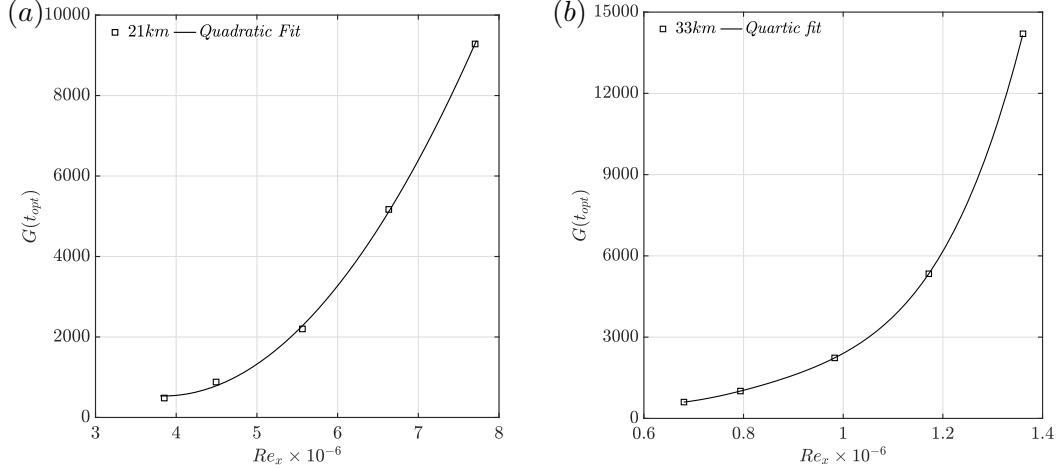 (a)
21km Quadratic Fit
10000
8000
6000
4000
2000
0
G(t_opt)
3 4 5 6 7 8
Re_x × 10^-6
(b)
33km Quartic fit
15000
12000
9000
6000
3000
0
G(t_opt)
0.6 0.8 1 1.2 1.4
Re_x × 10^-6